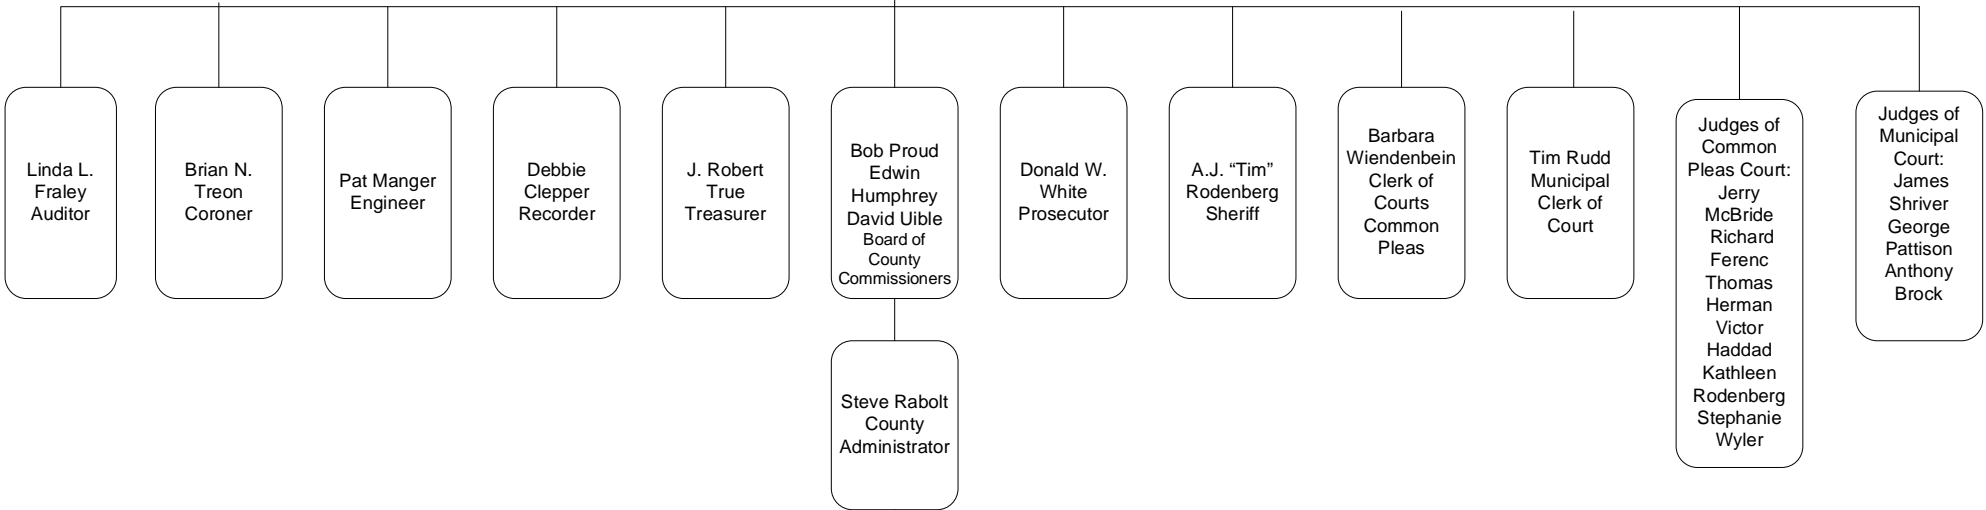 Linda L.
Fraley
Auditor
Brian N.
Treon
Coroner
Pat Manger
Engineer
Debbie
Clepper
Recorder
J. Robert
True
Treasurer
Bob Proud
Edwin
Humphrey
David Uible
Board of
County
Commissioners
Donald W.
White
Prosecutor
A.J. “Tim”
Rodenberg
Sheriff
Barbara
Wiendenbein
Clerk of
Courts
Common
Pleas
Tim Rudd
Municipal
Clerk of
Court
Judges of
Common
Pleas Court:
Jerry
McBride
Richard
Ferenc
Thomas
Herman
Victor
Haddad
Kathleen
Rodenberg
Stephanie
Wyler
Judges of
Municipal
Court:
James
Shriver
George
Pattison
Anthony
Brock
Steve Rabolt
County
Administrator